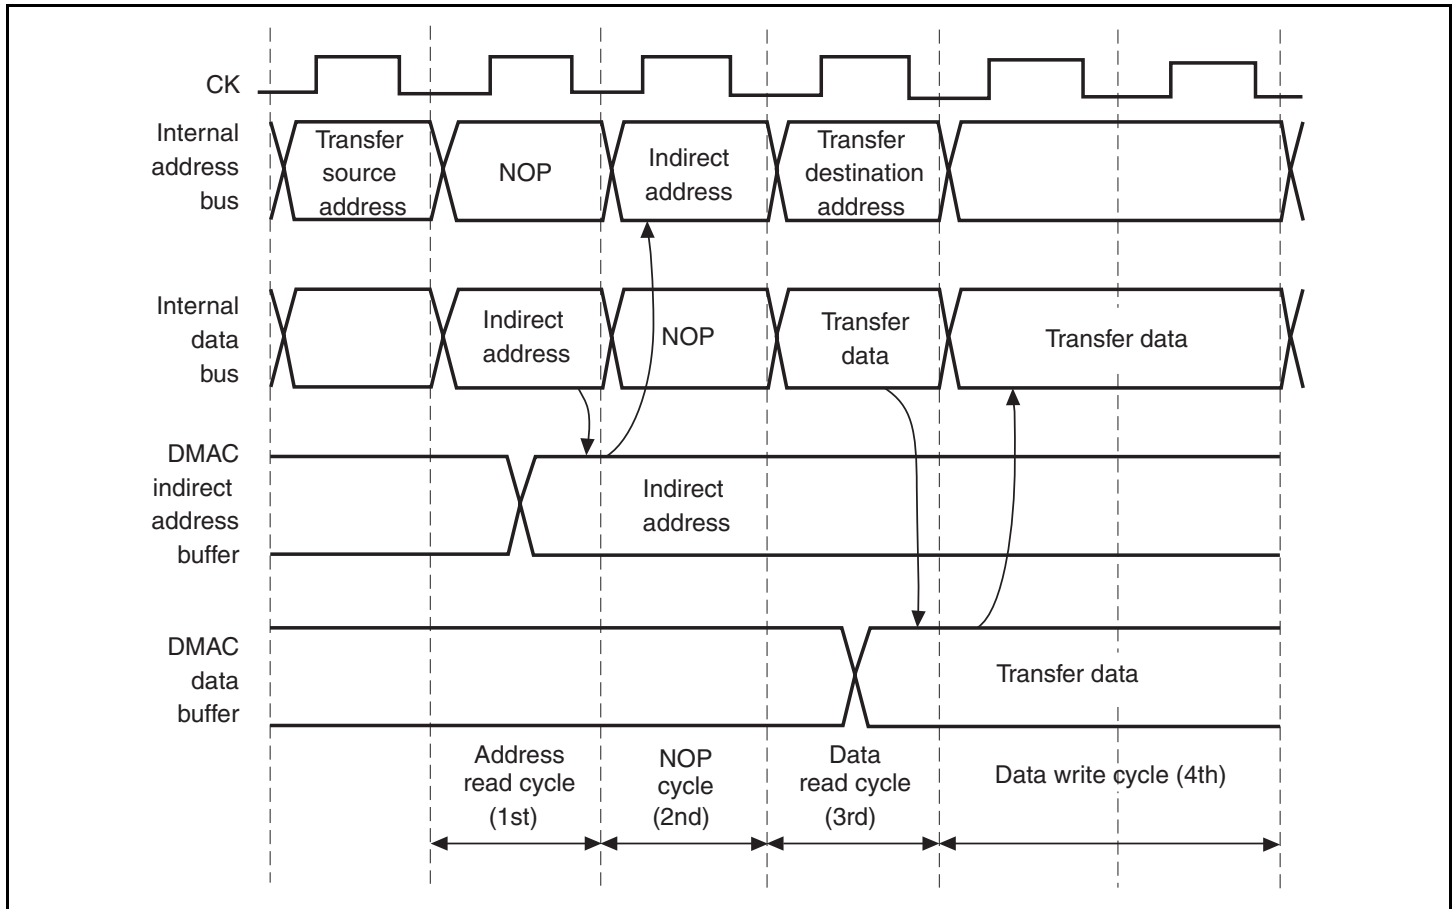 CK
Internal
address
bus
Transfer
source
address
NOP
Indirect
address
Transfer
destination
address
Internal
data
bus
Indirect
address
NOP
Transfer
data
Transfer data
DMAC
indirect
address
buffer
Indirect
address
DMAC
data
buffer
Transfer data
Address
read cycle
(1st)
NOP
cycle
(2nd)
Data
read cycle
(3rd)
Data write cycle (4th)